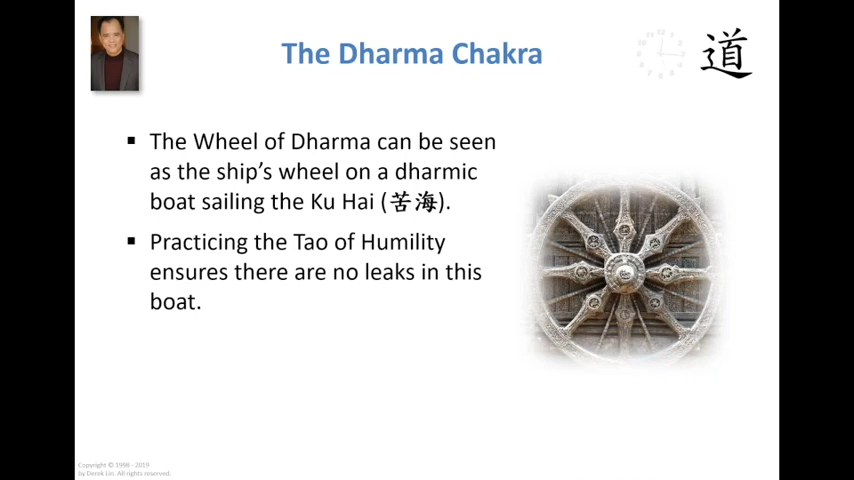 The Dharma Chakra
道
▪ The Wheel of Dharma can be seen
as the ship's wheel on a dharmic
boat sailing the Ku Hai (苦海).
▪ Practicing the Tao of Humility
ensures there are no leaks in this
boat.
Copyright © 1998 - 2019
by Derek Lin. All rights reserved.